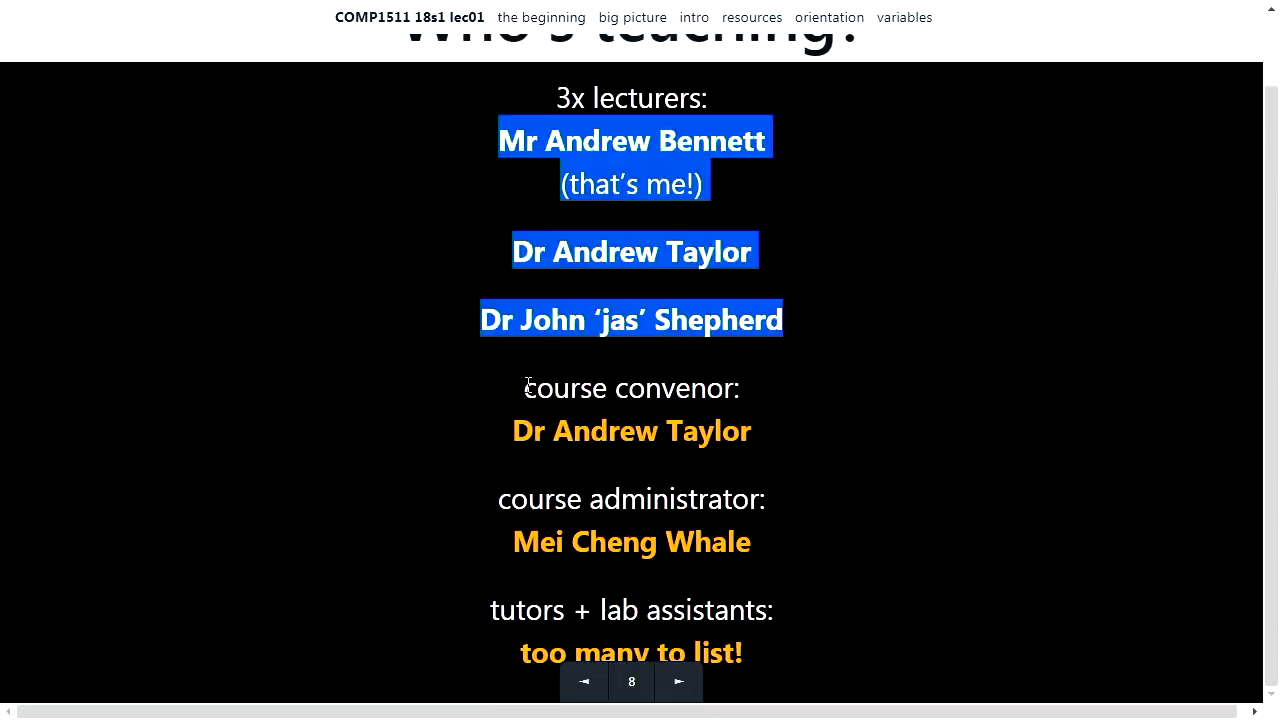 COMP1511 18s1 lec01 the beginning big picture intro resources orientation variables
Who's teaching?
3x lecturers:
Mr Andrew Bennett
(that’s me!)
Dr Andrew Taylor
Dr John ‘jas’ Shepherd
course convenor:
Dr Andrew Taylor
course administrator:
Mei Cheng Whale
tutors + lab assistants:
too many to list!
8